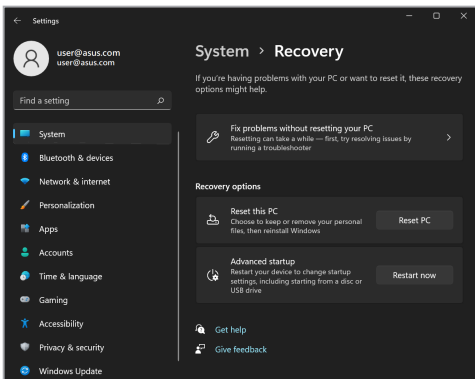 Settings
user@asus.com
user@asus.com
Find a setting
System
Bluetooth & devices
Network & internet
Personalization
Apps
Accounts
Time & language
Gaming
Accessibility
Privacy & security
Windows Update
System > Recovery
If you're having problems with your PC or want to reset it, these recovery
options might help.
Fix problems without resetting your PC
Resetting can take a while — first, try resolving issues by
running a troubleshooter
Recovery options
Reset this PC
Choose to keep or remove your personal
files, then reinstall Windows
Reset PC
Advanced startup
Restart your device to change startup
settings, including starting from a disc or
USB drive
Restart now
Get help
Give feedback